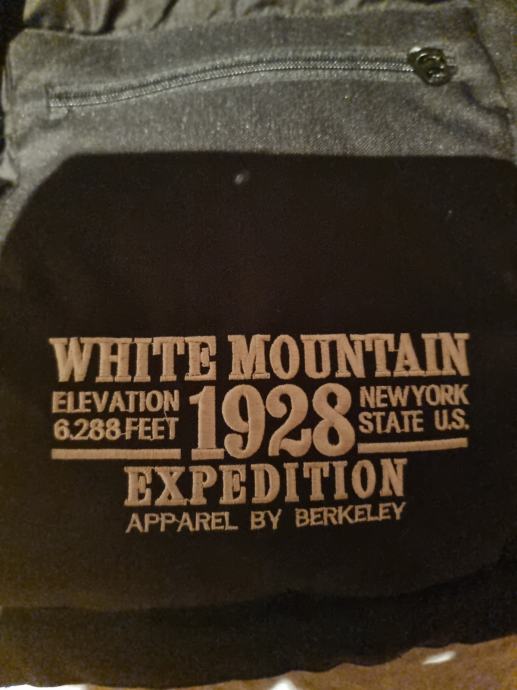 WHITE MOUNTAIN
ELEVATION 1928 NEW YORK
6.288 FEET STATE U.S.
EXPEDITION
APPAREL BY BERKELEY